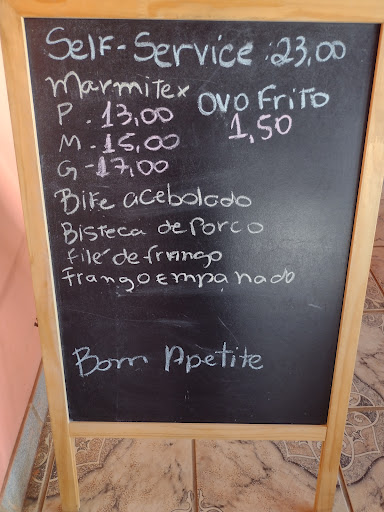 Self-Service: 23,00
Marmitex
P. 13,00
M-15,00
G-17,00
OVO FRITO
1,50
Bife acebolado
Bisteca de Porco
filé de frango
frango empanado
Bom Apetite